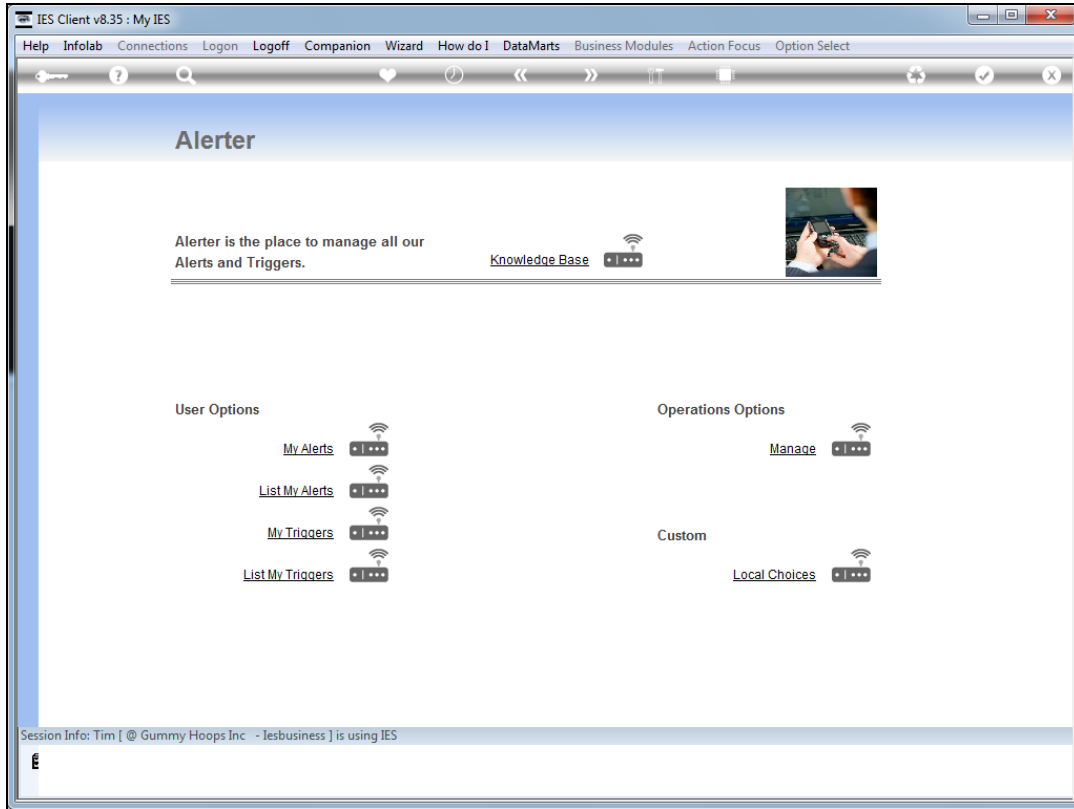 IES Client v8.35 : My IES
Help Infolab Connections Logon Logoff Companion Wizard How do I DataMarts Business Modules Action Focus Option Select
Alerter
Alerter is the place to manage all our
Alerts and Triggers.
Knowledge Base
User Options
My Alerts
List My Alerts
My Triggers
List My Triggers
Operations Options
Manage
Custom
Local Choices
Session Info: Tim [ @ Gummy Hoops Inc - Iesbusiness ] is using IES